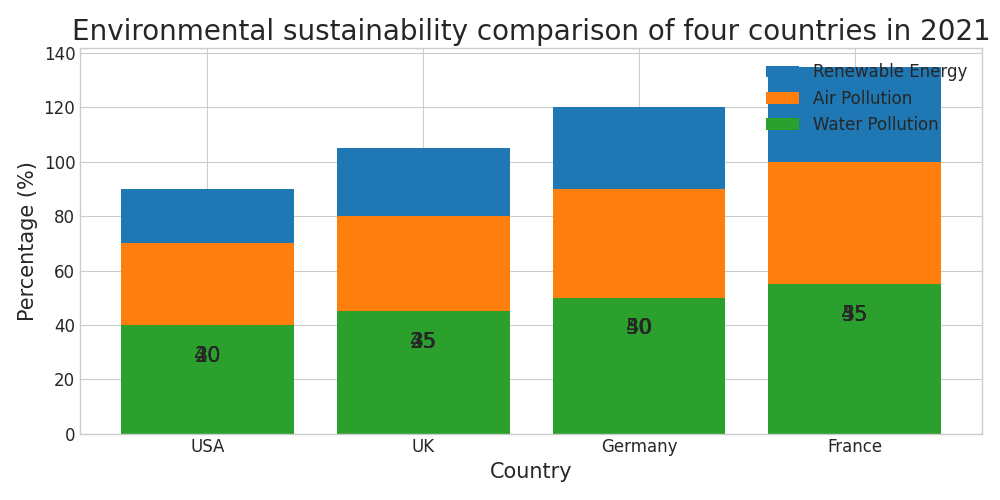 Environmental sustainability comparison of four countries in 2021
140
120
100
80
60
40
20
0
Percentage (%)
Renewable Energy
Air Pollution
Water Pollution
USA
UK
Germany
France
Country